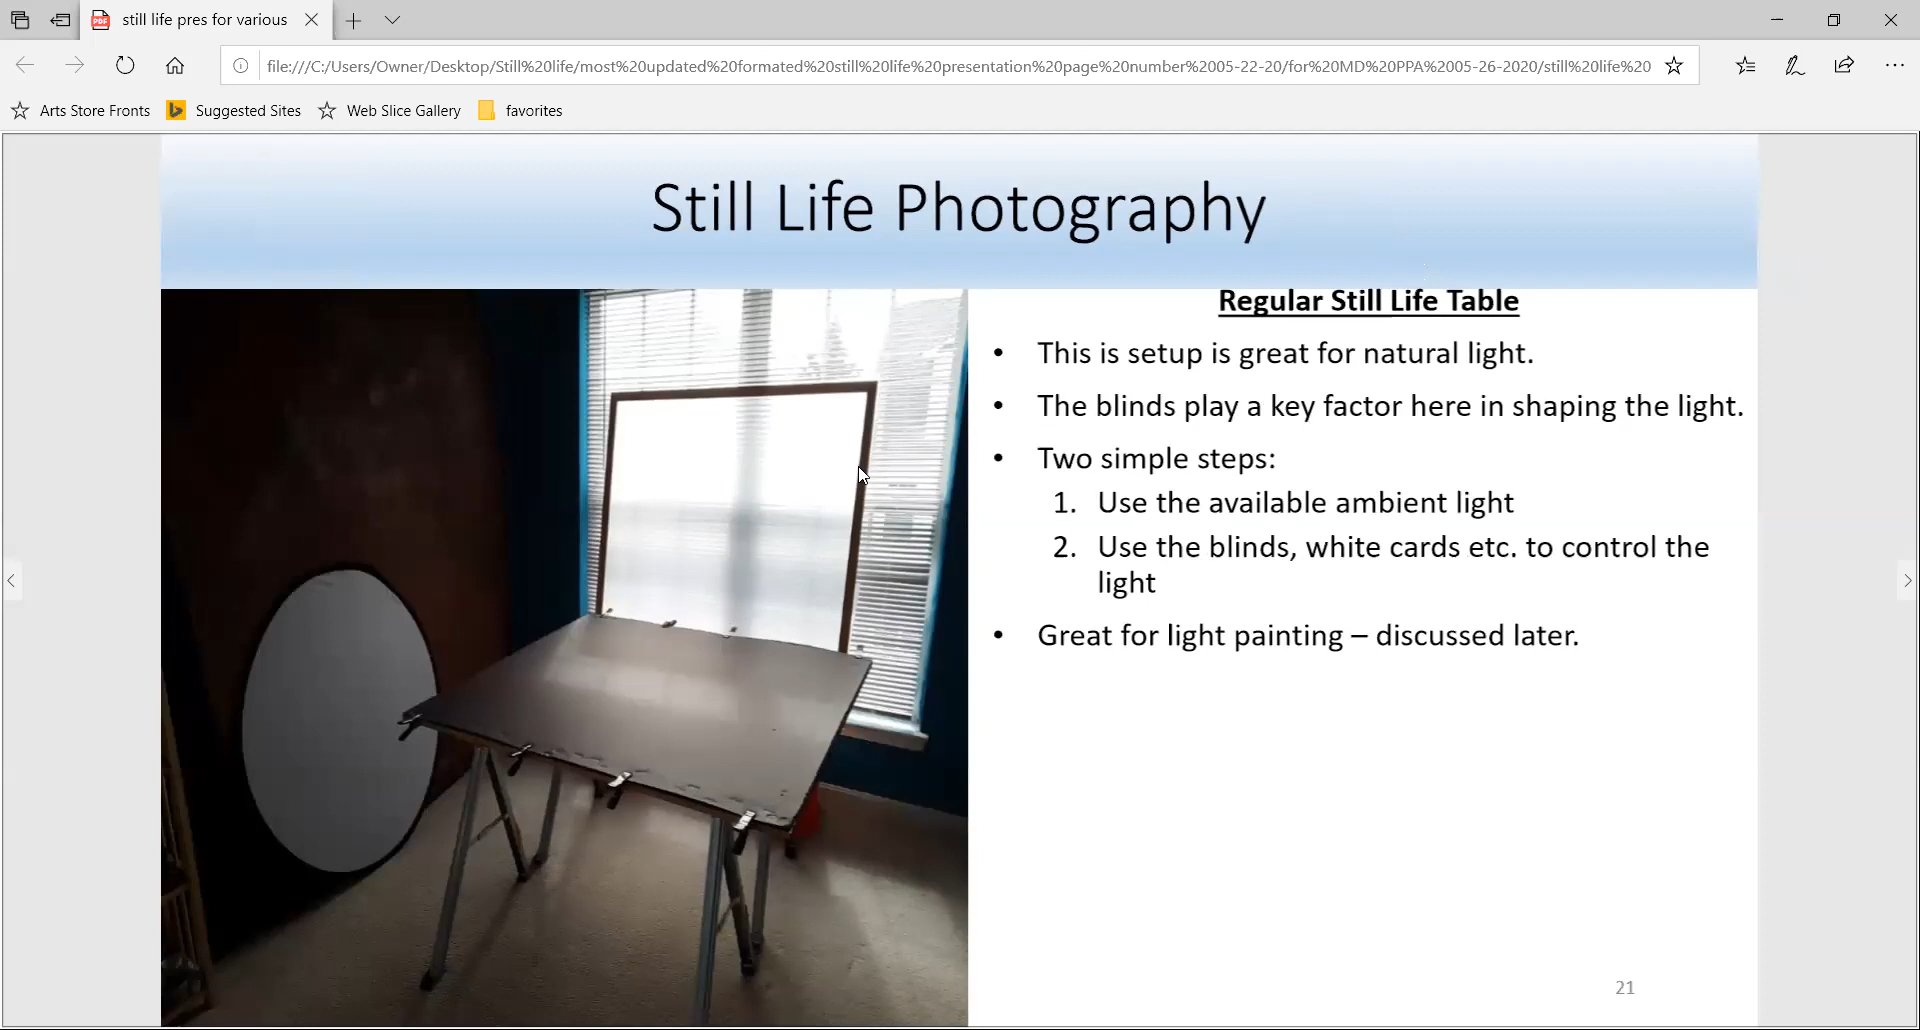 still life pres for various
file:///C:/Users/Owner/Desktop/Still%20life/most%20updated%20formated%20still%20life%20presentation%20page%20number%2005-22-20/for%20MD%20PPA%2005-26-2020/still%20life%20
Arts Store Fronts Suggested Sites Web Slice Gallery favorites
Still Life Photography
Regular Still Life Table
• This is setup is great for natural light.
• The blinds play a key factor here in shaping the light.
• Two simple steps:
1. Use the available ambient light
2. Use the blinds, white cards etc. to control the
light
• Great for light painting – discussed later.
21